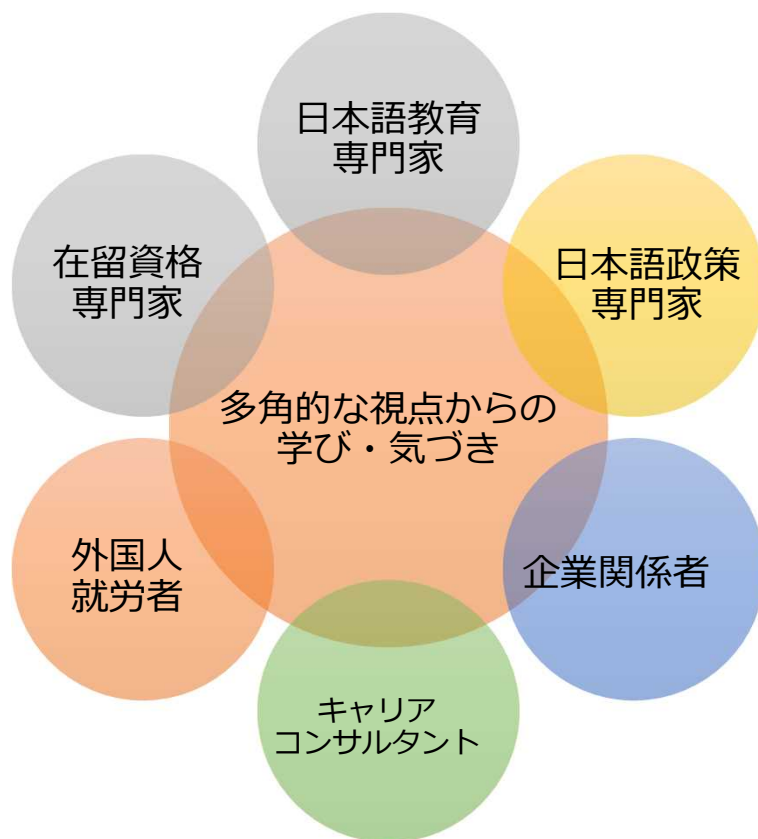 日本語教育
専門家
在留資格
専門家
日本語政策
専門家
多角的な視点からの
学び・気づき
外国人
就労者
企業関係者
キャリア
コンサルタント